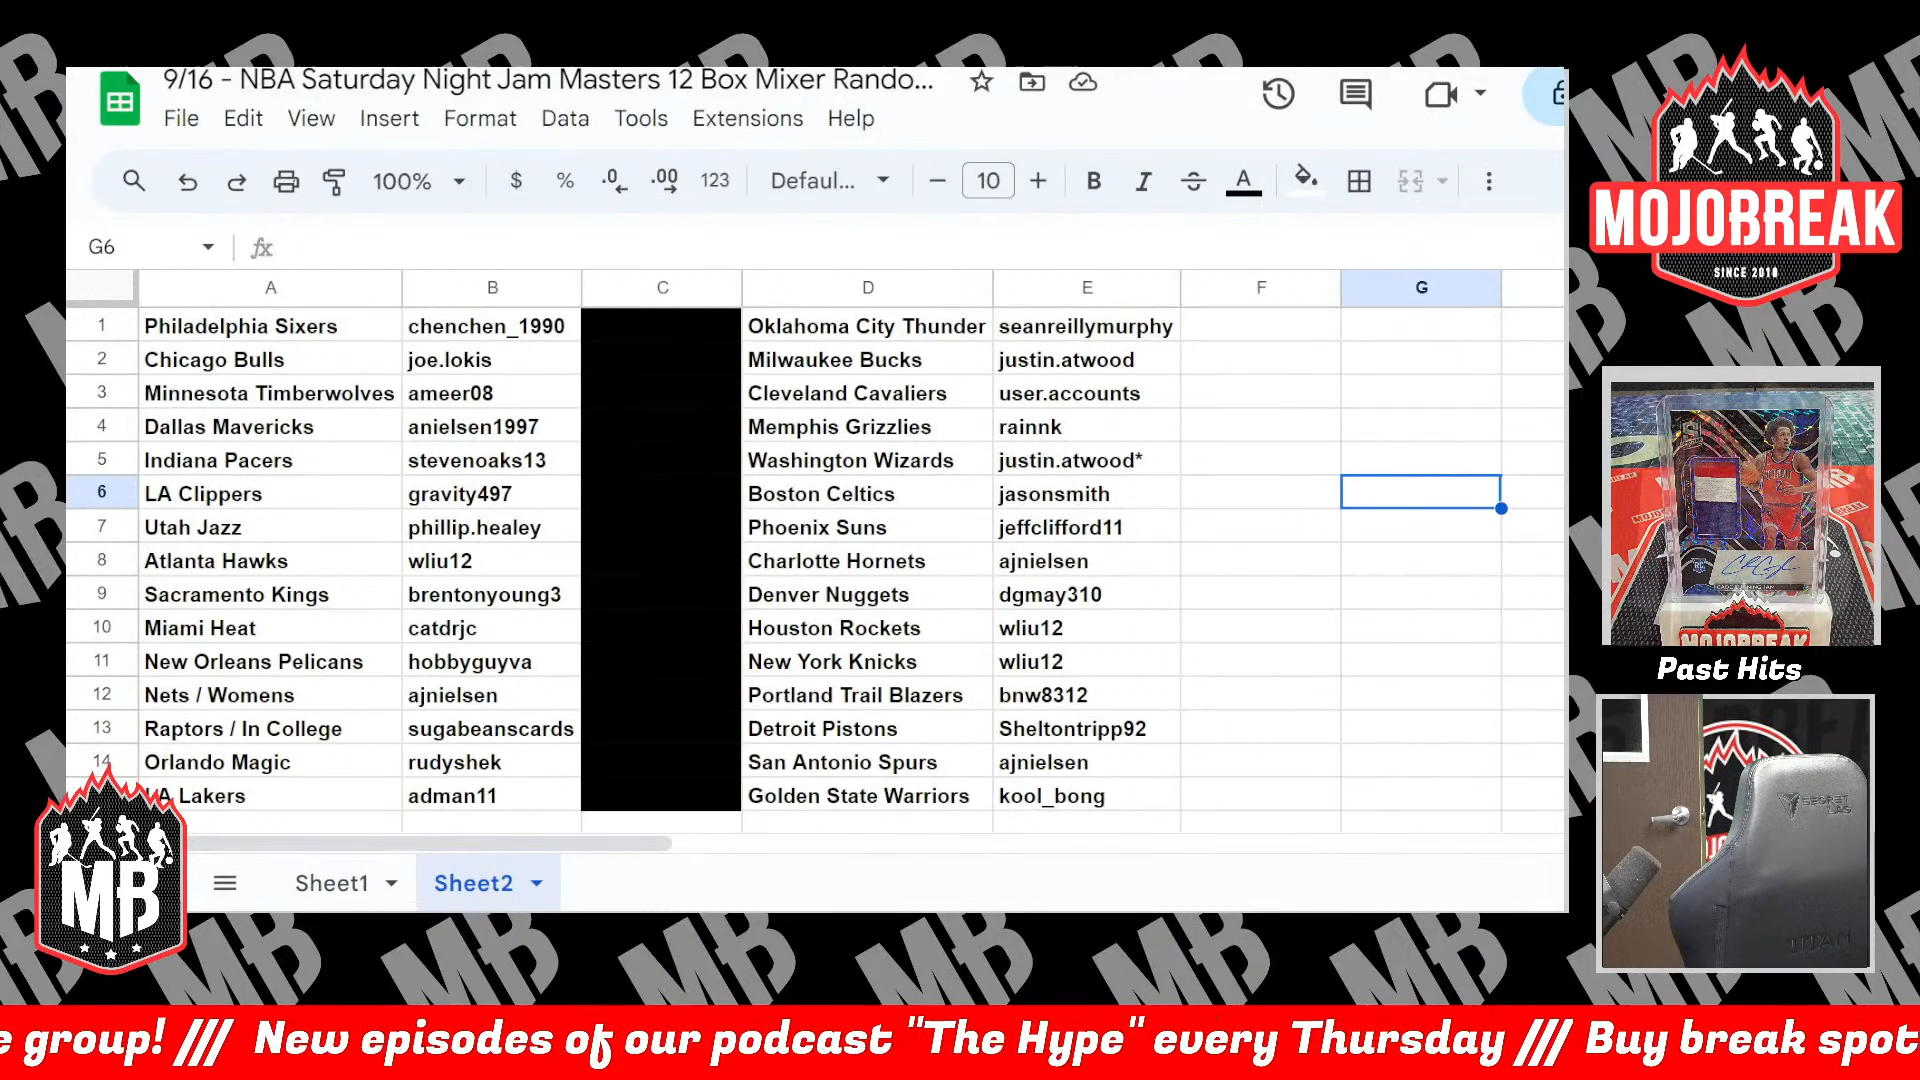 9/16 - NBA Saturday Night Jam Masters 12 Box Mixer Rando...
File Edit View Insert Format Data Tools Extensions Help
100% $ % .0 .00 123 Defaul... 10 B I A
G6 fx
A B C D E F G
1 Philadelphia Sixers chenchen_1990 Oklahoma City Thunder seanreillymurphy
2 Chicago Bulls joe.lokis Milwaukee Bucks justin.atwood
3 Minnesota Timberwolves ameer08 Cleveland Cavaliers user.accounts
4 Dallas Mavericks anielsen1997 Memphis Grizzlies rainnk
5 Indiana Pacers stevenoaks13 Washington Wizards justin.atwood*
6 LA Clippers gravity497 Boston Celtics jasonsmith
7 Utah Jazz phillip.healey Phoenix Suns jeffclifford11
8 Atlanta Hawks wliu12 Charlotte Hornets ajnielsen
9 Sacramento Kings brentonyoung3 Denver Nuggets dgmay310
10 Miami Heat catdrjc Houston Rockets wliu12
11 New Orleans Pelicans hobbyguyva New York Knicks wliu12
12 Nets / Womens ajnielsen Portland Trail Blazers bnw8312
13 Raptors / In College sugabeanscards Detroit Pistons Sheltontripp92
14 Orlando Magic rudyshek San Antonio Spurs ajnielsen
LA Lakers adman11 Golden State Warriors kool_bong
Sheet1 Sheet2
MOJOBREAK
SINCE 2010
MOJOBREAK
Past Hits
SECRET
LAB
TITAN
MB
e group! /// New episodes of our podcast "The Hype" every Thursday /// Buy break spot